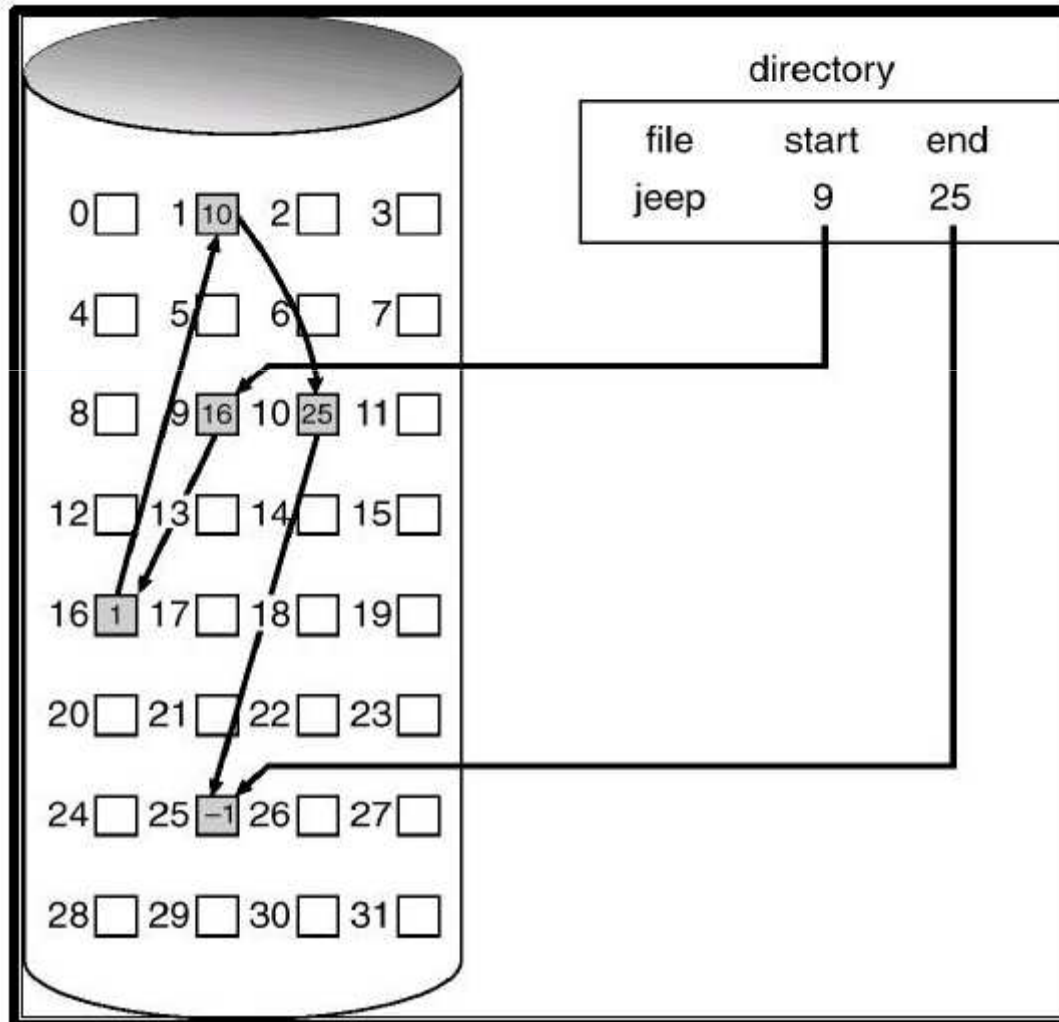 directory
file start end
jeep 9 25
0 1 10 2 3
4 5 6 7
8 9 16 10 25 11
12 13 14 15
16 1 17 18 19
20 21 22 23
24 25 -1 26 27
28 29 30 31